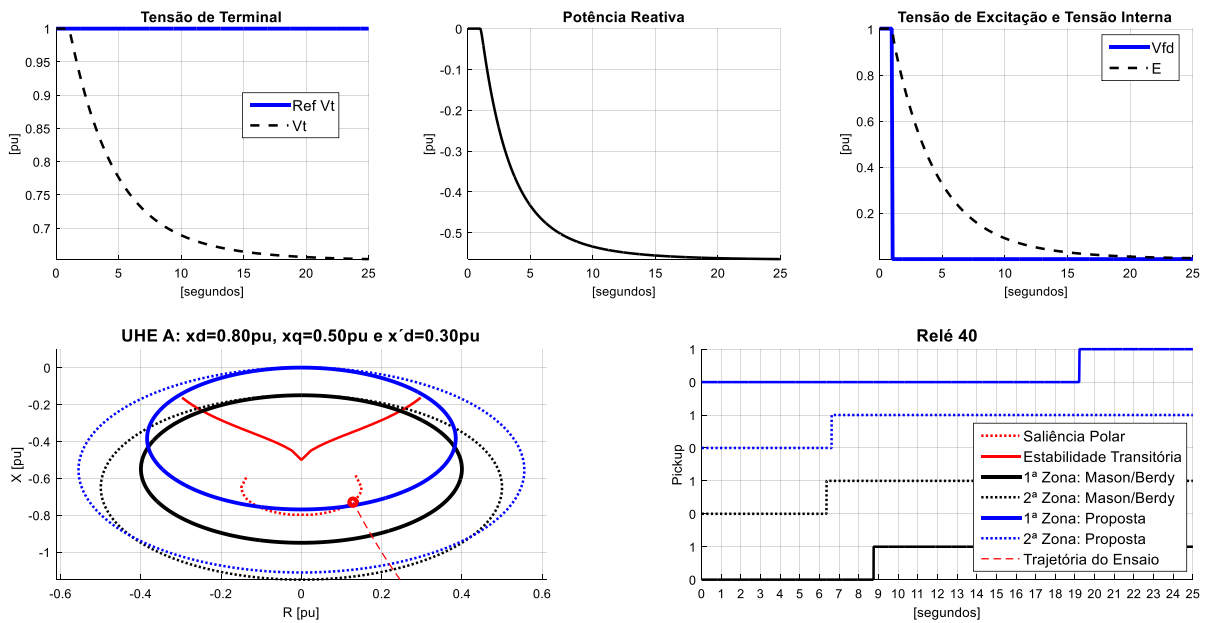 Tensão de Terminal
1
0.95
0.9
0.85
0.8
0.75
0.7
[pu]
Ref Vt
Vt
0 5 10 15 20 25
[segundos]
Potência Reativa
0
-0.1
-0.2
-0.3
-0.4
-0.5
[pu]
0 5 10 15 20 25
[segundos]
Tensão de Excitação e Tensão Interna
1
0.8
0.6
0.4
0.2
[pu]
Vfd
E
0 5 10 15 20 25
[segundos]
UHE A: xd=0.80pu, xq=0.50pu e x´d=0.30pu
0
-0.2
-0.4
-0.6
-0.8
-1
X [pu]
-0.6 -0.4 -0.2 0 0.2 0.4 0.6
R [pu]
Relé 40
1
0
1
0
1
0
1
0
Pickup
Saliência Polar
Estabilidade Transitória
1ª Zona: Mason/Berdy
2ª Zona: Mason/Berdy
1ª Zona: Proposta
2ª Zona: Proposta
Trajetória do Ensaio
0 1 2 3 4 5 6 7 8 9 10 11 12 13 14 15 16 17 18 19 20 21 22 23 24 25
[segundos]